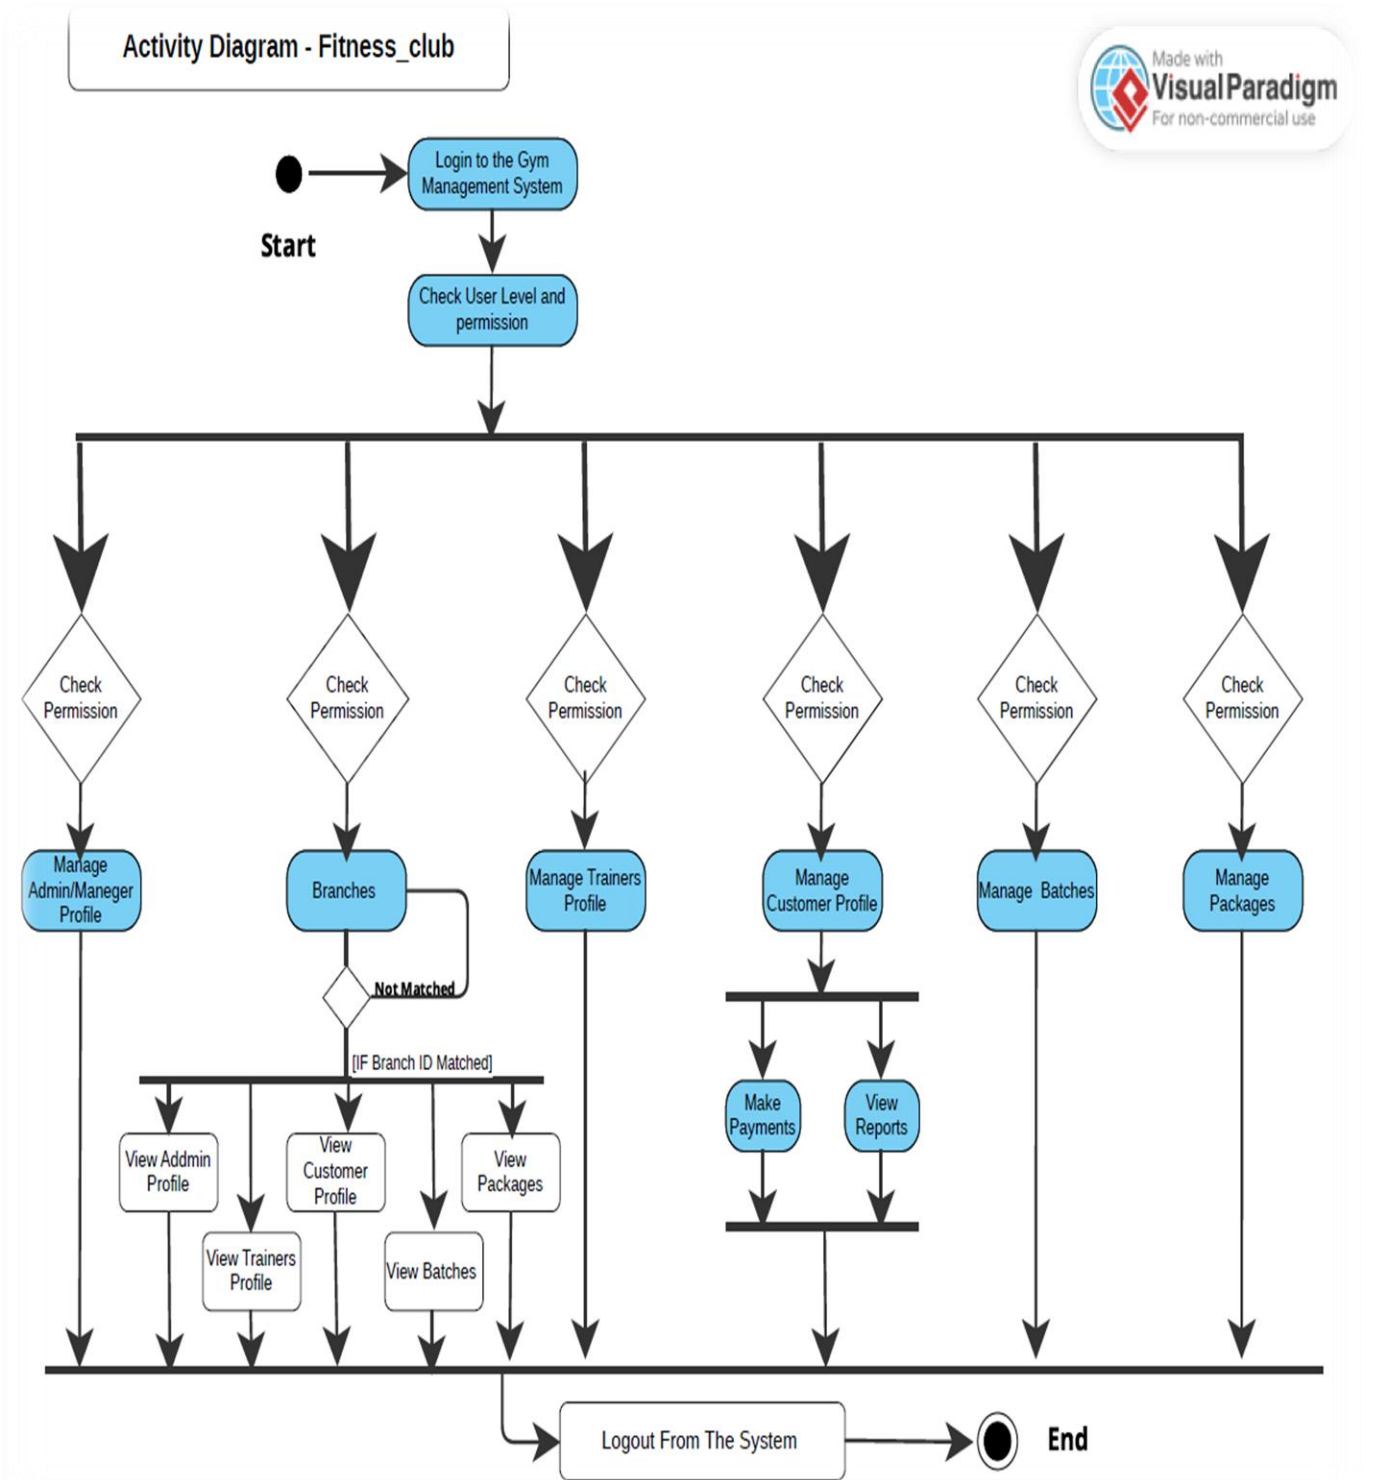 Activity Diagram - Fitness_club
Made with
Visual Paradigm
For non-commercial use
Login to the Gym
Management System
Start
Check User Level and
permission
Check
Permission
Check
Permission
Check
Permission
Check
Permission
Check
Permission
Check
Permission
Manage
Admin/Maneger
Profile
Branches
Manage Trainers
Profile
Manage
Customer Profile
Manage Batches
Manage
Packages
Not Matched
[IF Branch ID Matched]
Make
Payments
View
Reports
View Addmin
Profile
View
Customer
Profile
View
Packages
View Trainers
Profile
View Batches
Logout From The System
End